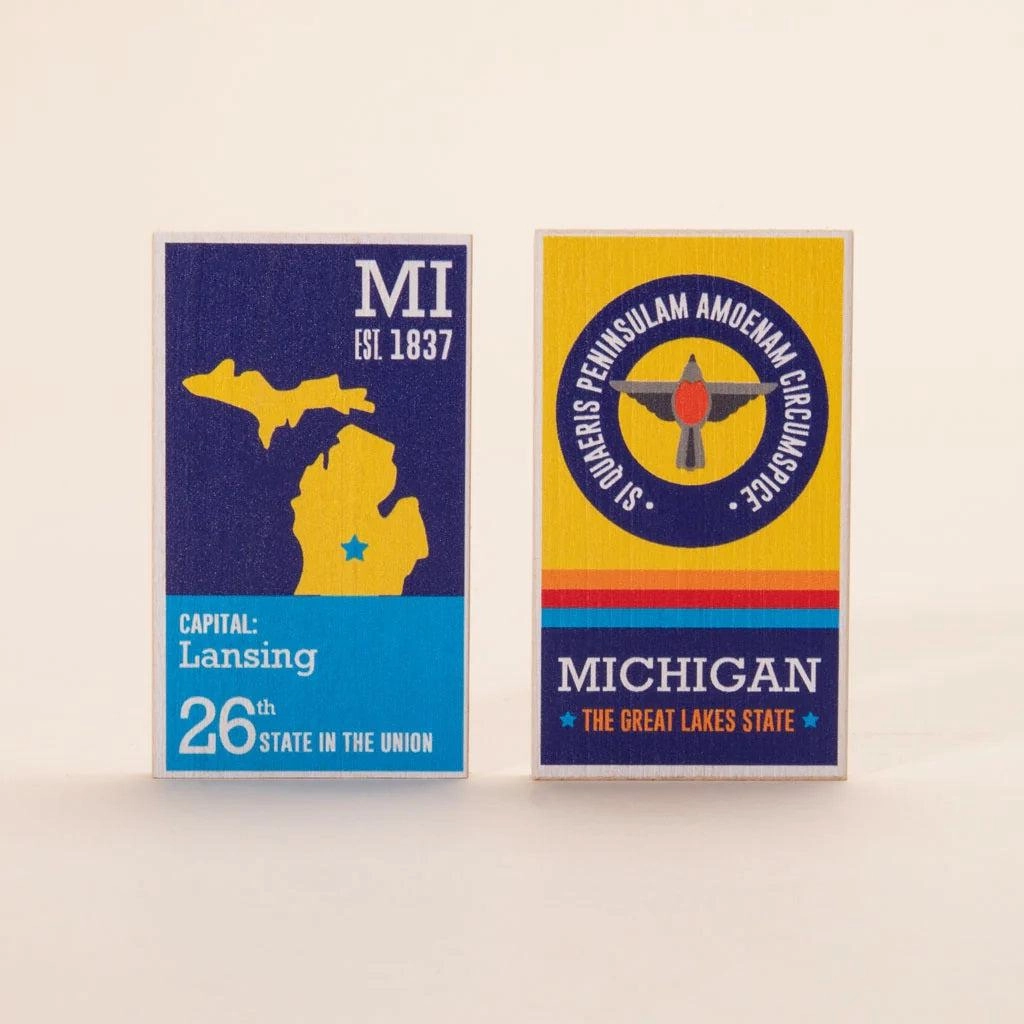 MI
EST. 1837
CAPITAL:
Lansing
26th STATE IN THE UNION
• SI QUAERIS PENINSULAM AMOENAM CIRCUMSPICE •
MICHIGAN
THE GREAT LAKES STATE